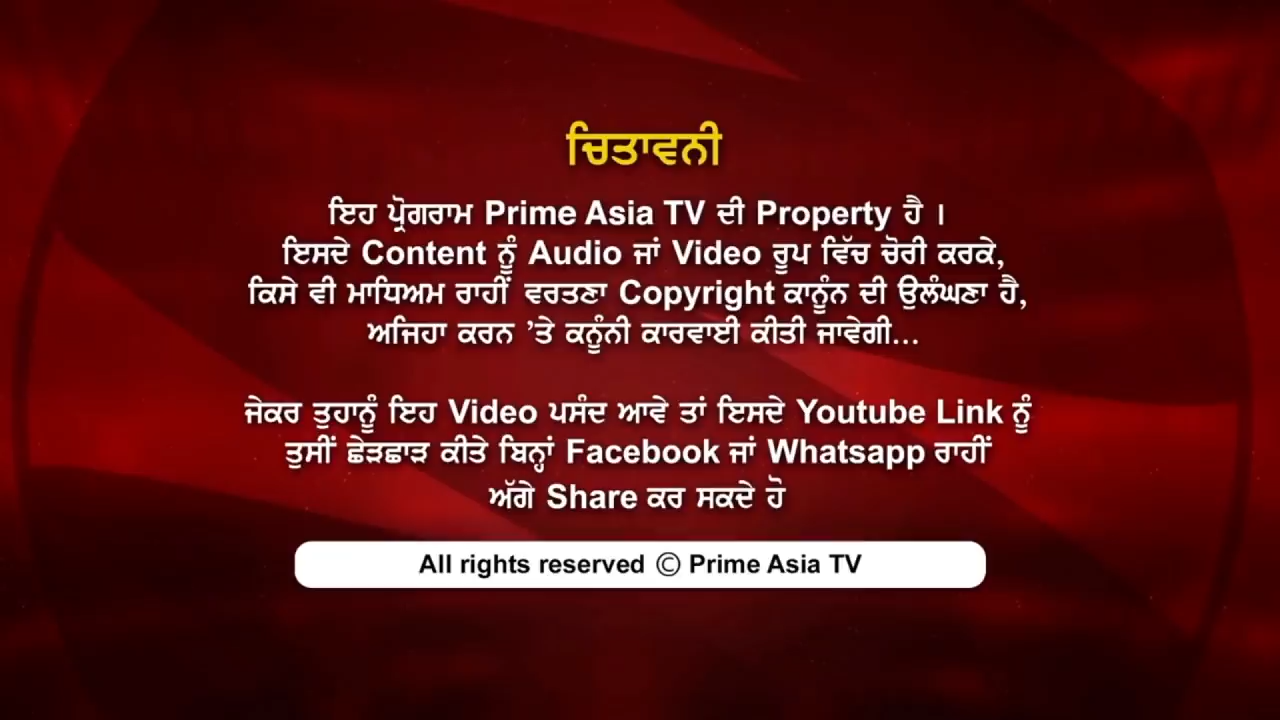 ਚਿਤਾਵਨੀ
ਇਹ ਪ੍ਰੋਗਰਾਮ Prime Asia TV ਦੀ Property ਹੈ ।
ਇਸਦੇ Content ਨੂੰ Audio ਜਾਂ Video ਰੂਪ ਵਿੱਚ ਚੋਰੀ ਕਰਕੇ,
ਕਿਸੇ ਵੀ ਮਾਧਿਅਮ ਰਾਹੀਂ ਵਰਤਣਾ Copyright ਕਾਨੂੰਨ ਦੀ ਉਲੰਘਣਾ ਹੈ,
ਅਜਿਹਾ ਕਰਨ ’ਤੇ ਕਨੂੰਨੀ ਕਾਰਵਾਈ ਕੀਤੀ ਜਾਵੇਗੀ...
ਜੇਕਰ ਤੁਹਾਨੂੰ ਇਹ Video ਪਸੰਦ ਆਵੇ ਤਾਂ ਇਸਦੇ Youtube Link ਨੂੰ
ਤੁਸੀਂ ਛੇੜਛਾੜ ਕੀਤੇ ਬਿਨ੍ਹਾਂ Facebook ਜਾਂ Whatsapp ਰਾਹੀਂ
ਅੱਗੇ Share ਕਰ ਸਕਦੇ ਹੋ
All rights reserved © Prime Asia TV